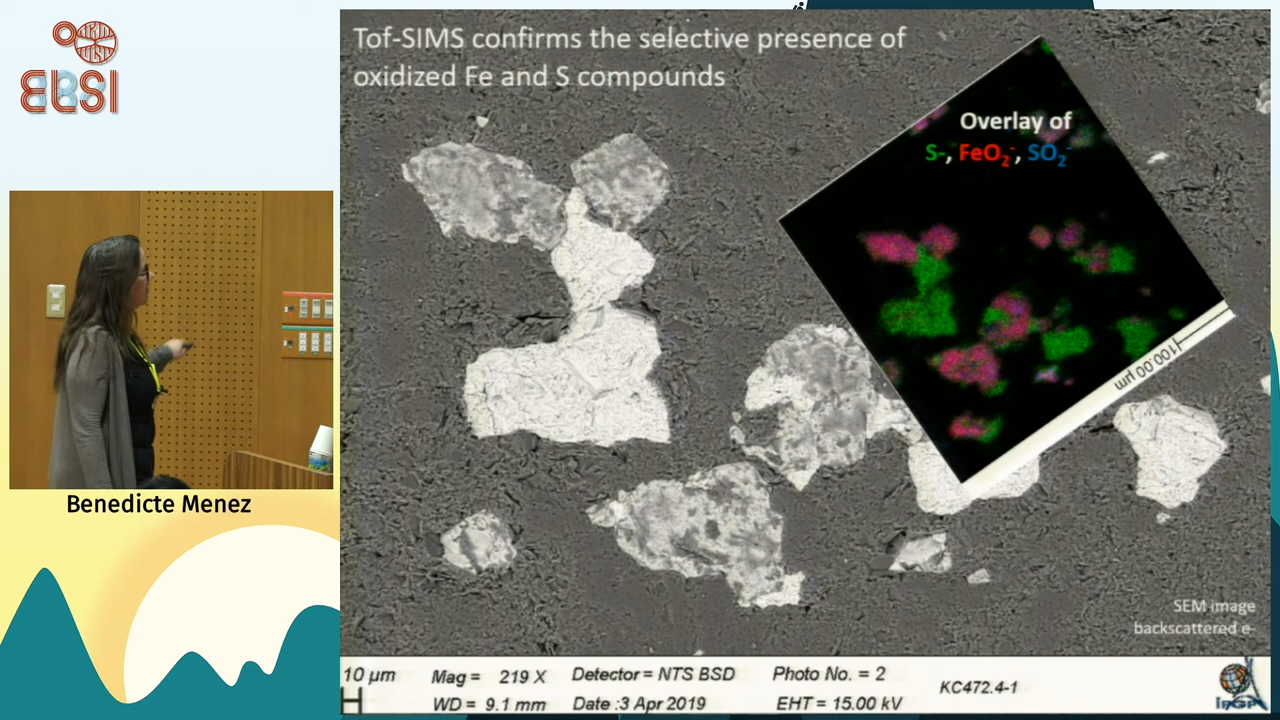 ELSI
Tof-SIMS confirms the selective presence of
oxidized Fe and S compounds
Overlay of
S-, FeO2-, SO2-
100.00 µm
Benedicte Menez
SEM image
backscattered e-
10 µm
Mag = 219 X
Detector = NTS BSD
Photo No. = 2
WD = 9.1 mm
Date :3 Apr 2019
EHT = 15.00 kV
KC472.4-1
IPGP